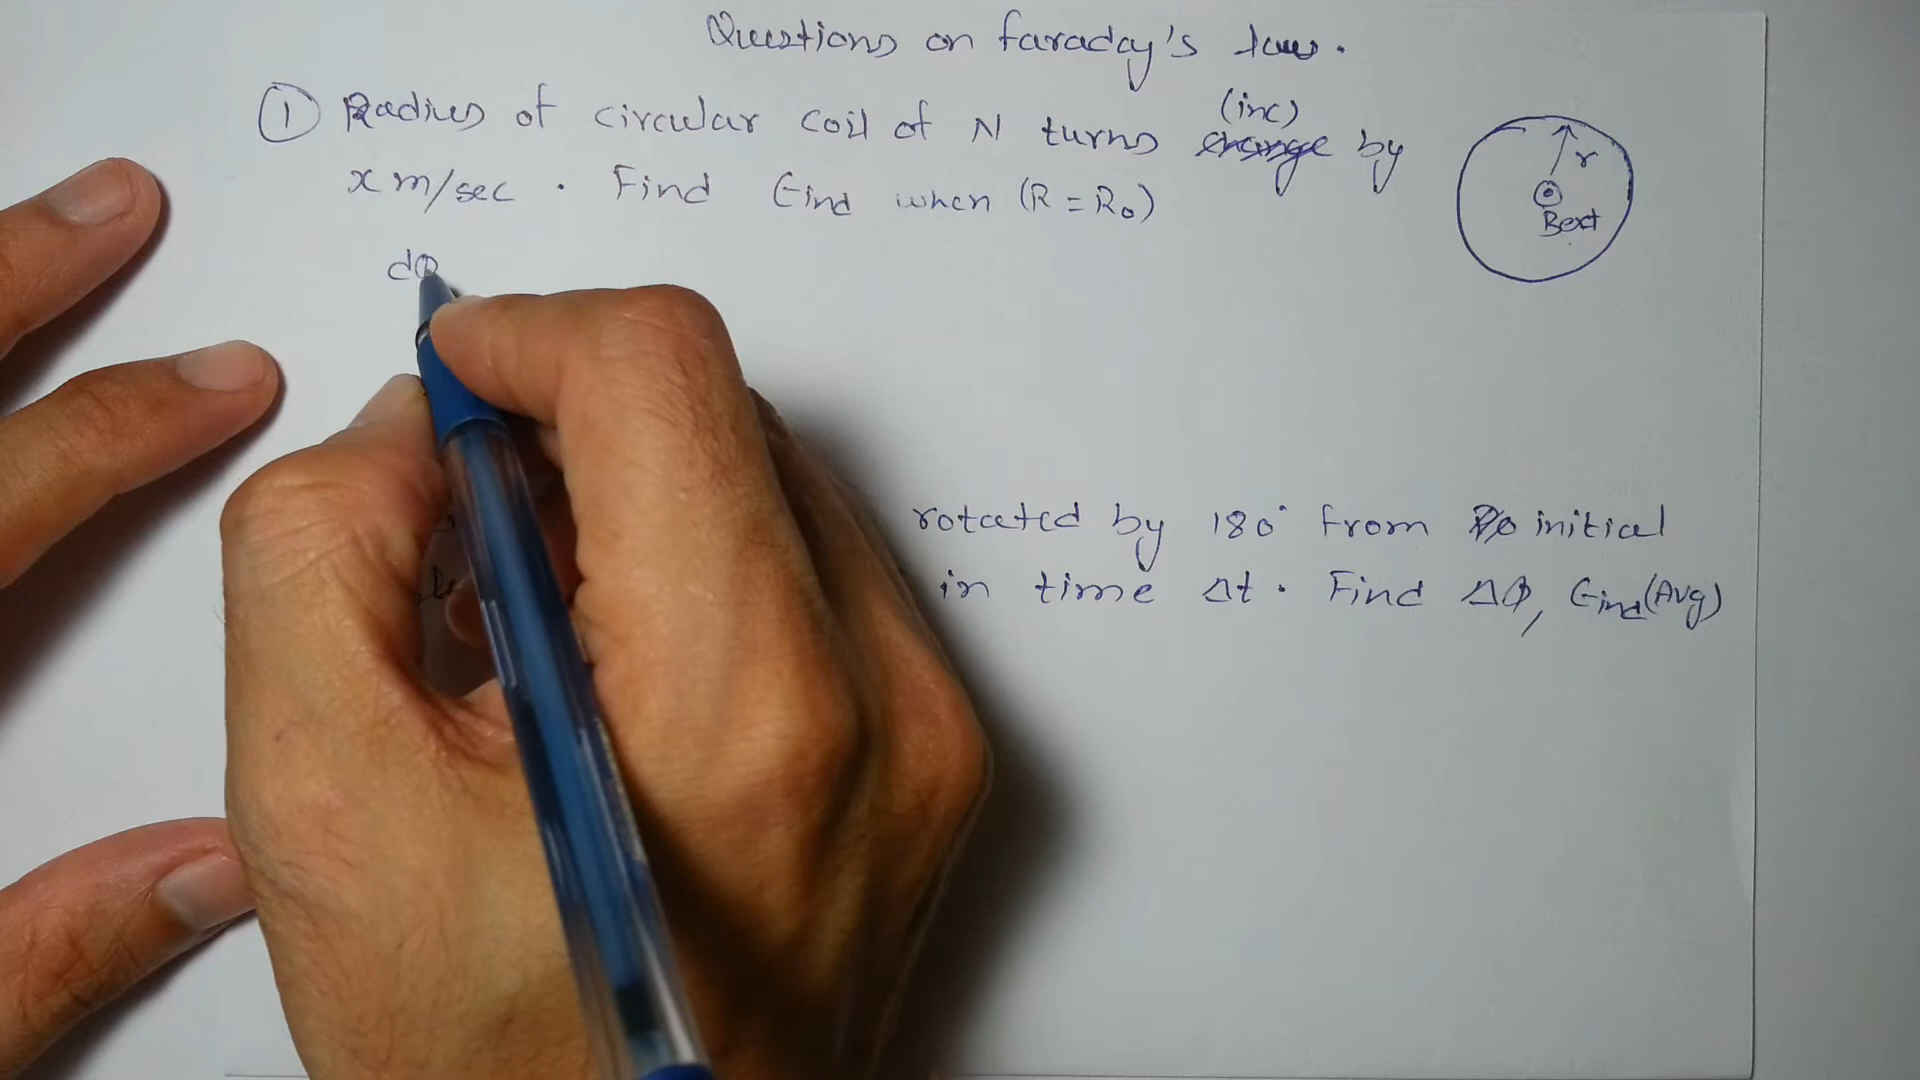 Questions on faraday's law.
① Radius of circular coil of N turns (inc) change by
x m/sec. Find Eind when (R = R₀)
r
Bext
dΦ
rotated by 180° from initial
in time Δt. Find ΔΦ, Eind(Avg)